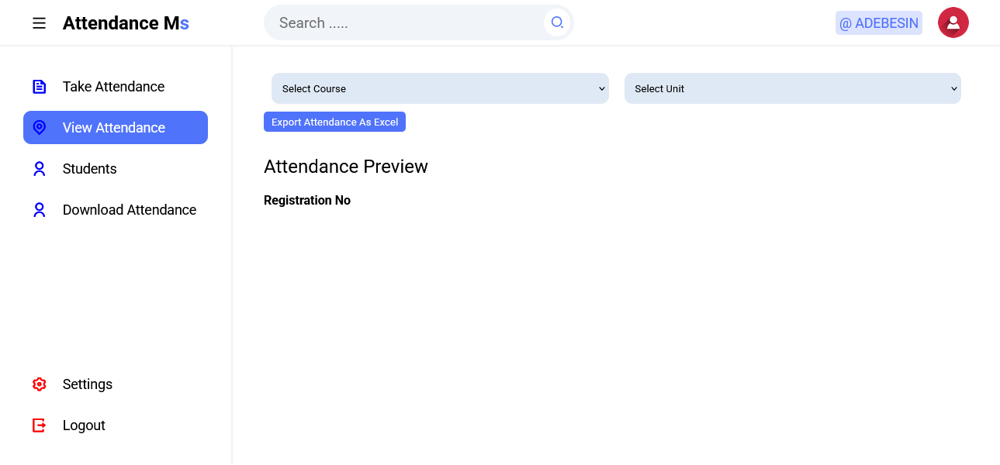 Attendance Ms
Search .....
@ ADEBESIN
Take Attendance
View Attendance
Students
Download Attendance
Settings
Logout
Select Course
Select Unit
Export Attendance As Excel
Attendance Preview
Registration No